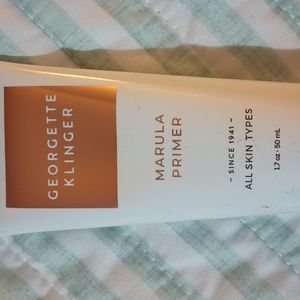 GEORGETTE
KLINGER
MARULA
PRIMER
- SINCE 1941 -
ALL SKIN TYPES
1.7 oz · 50 mL